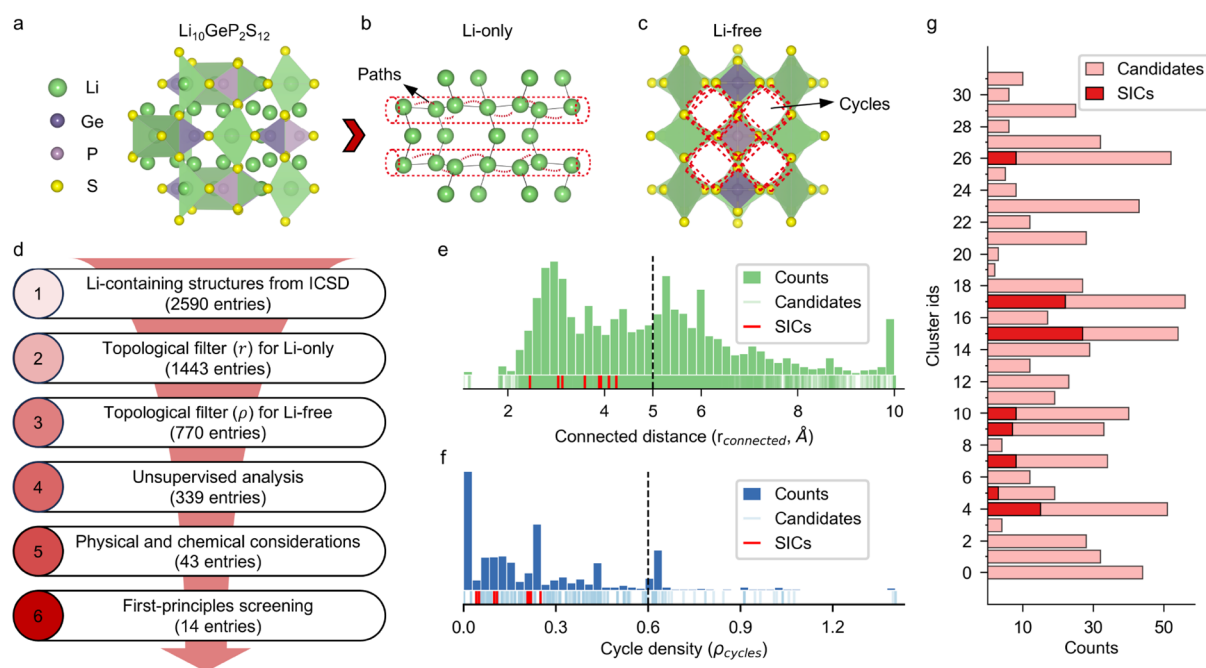 a
Li₁₀GeP₂S₁₂
Li
Ge
P
S
b
Li-only
Paths
c
Li-free
Cycles
d
1
Li-containing structures from ICSD
(2590 entries)
2
Topological filter (r) for Li-only
(1443 entries)
3
Topological filter (ρ) for Li-free
(770 entries)
4
Unsupervised analysis
(339 entries)
5
Physical and chemical considerations
(43 entries)
6
First-principles screening
(14 entries)
e
Counts
Candidates
SICs
2 4 5 6 8 10
Connected distance (r_connected, Å)
f
Counts
Candidates
SICs
0.0 0.3 0.6 0.9 1.2
Cycle density (ρ_cycles)
g
Candidates
SICs
30
28
26
24
22
20
18
16
14
12
10
8
6
4
2
0
Cluster ids
10 30 50
Counts